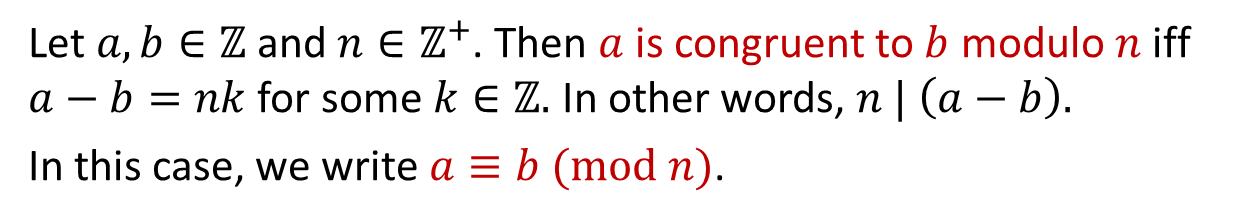 Let a, b ∈ ℤ and n ∈ ℤ⁺. Then a is congruent to b modulo n iff
a − b = nk for some k ∈ ℤ. In other words, n | (a − b).
In this case, we write a ≡ b (mod n).